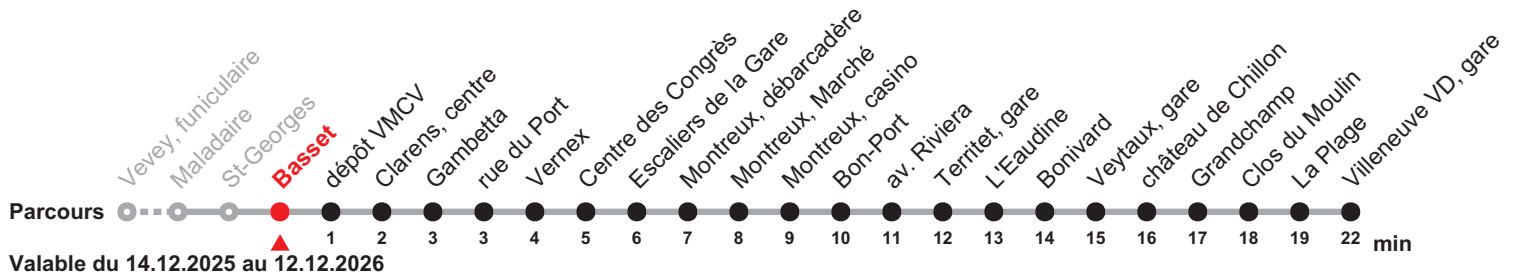 Vevey, funiculaire
Maladaire
St-Georges
Basset
dépôt VMCV
Clarens, centre
Gambetta
rue du Port
Vernex
Centre des Congrès
Escaliers de la Gare
Montreux, débarcadère
Montreux, Marché
Montreux, casino
Bon-Port
av. Riviera
Territet, gare
L'Eaudine
Bonivard
Veytaux, gare
château de Chillon
Grandchamp
Clos du Moulin
La Plage
Villeneuve VD, gare
Parcours
1 2 3 3 4 5 6 7 8 9 10 11 12 13 14 15 16 17 18 19 22 min
Valable du 14.12.2025 au 12.12.2026